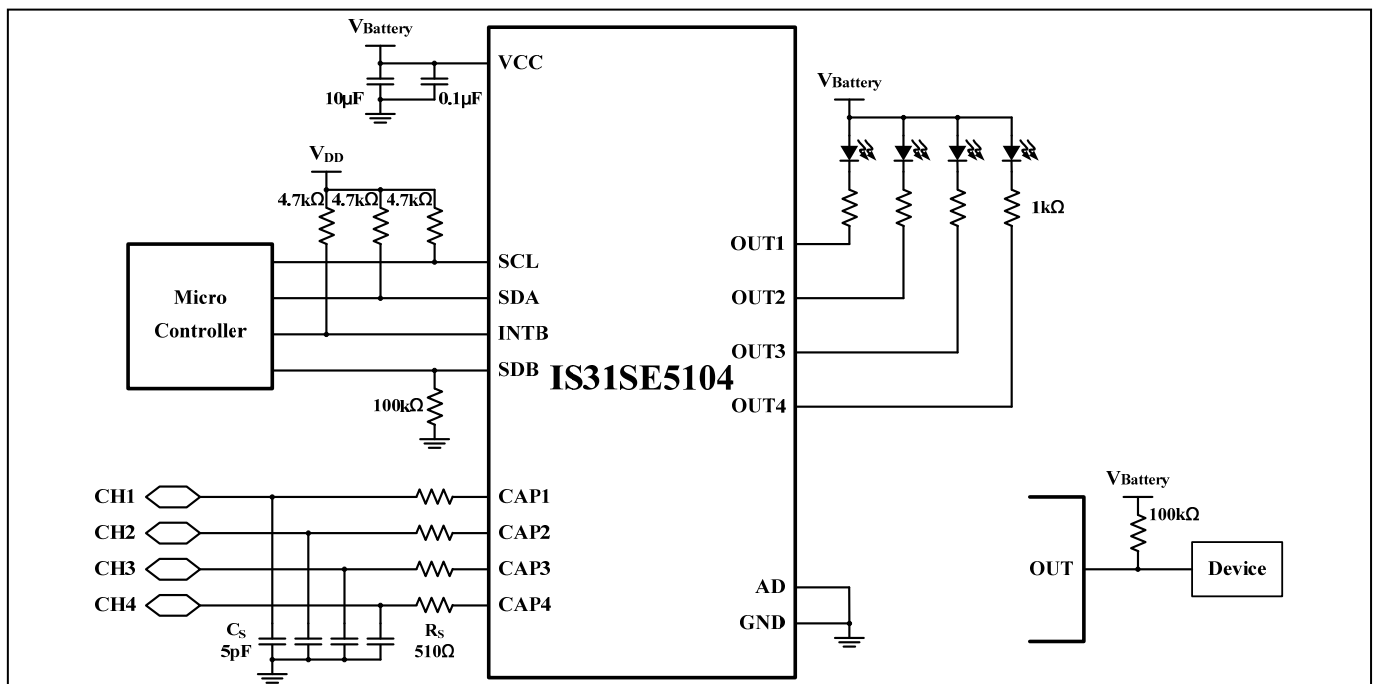 VBattery
VCC
10µF
0.1µF
VDD
4.7kΩ 4.7kΩ 4.7kΩ
Micro
Controller
SCL
SDA
INTB
SDB
100kΩ
IS31SE5104
VBattery
1kΩ
OUT1
OUT2
OUT3
OUT4
CH1
CH2
CH3
CH4
CAP1
CAP2
CAP3
CAP4
CS
5pF
RS
510Ω
AD
GND
VBattery
100kΩ
OUT
Device